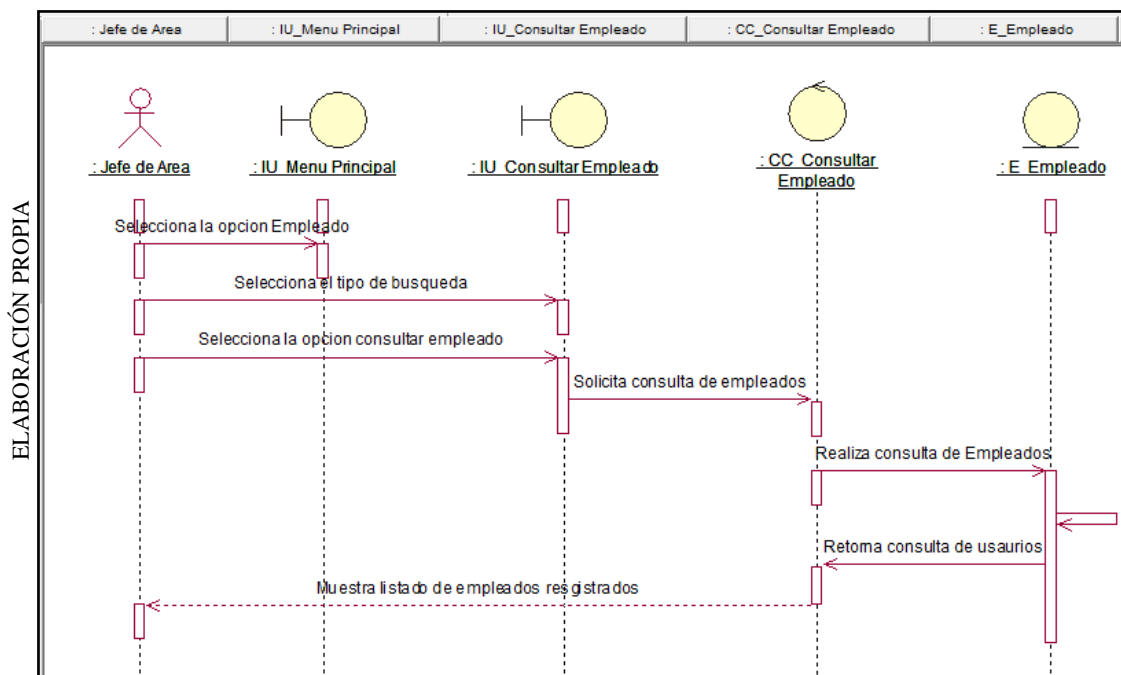 : Jefe de Area
: IU_Menu Principal
: IU_Consultar Empleado
: CC_Consultar Empleado
: E_Empleado
: Jefe de Area
: IU_Menu Principal
: IU_Consultar Empleado
: CC_Consultar
Empleado
: E_Empleado
ELABORACIÓN PROPIA
Selecciona la opcion Empleado
Selecciona el tipo de busqueda
Selecciona la opcion consultar empleado
Solicita consulta de empleados
Realiza consulta de Empleados
Retorna consulta de usaurios
Muestra listado de empleados resgistrados